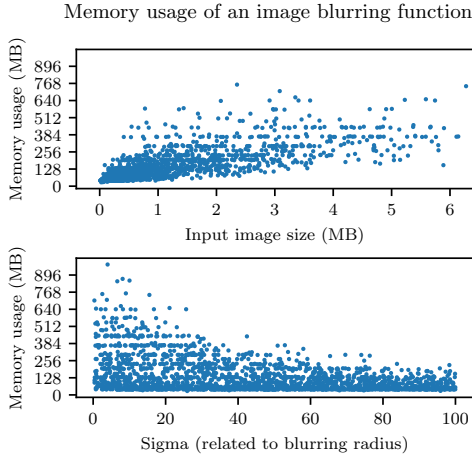 Memory usage of an image blurring function
Memory usage (MB)
896
768
640
512
384
256
128
0
0 1 2 3 4 5 6
Input image size (MB)
Memory usage (MB)
896
768
640
512
384
256
128
0
0 20 40 60 80 100
Sigma (related to blurring radius)